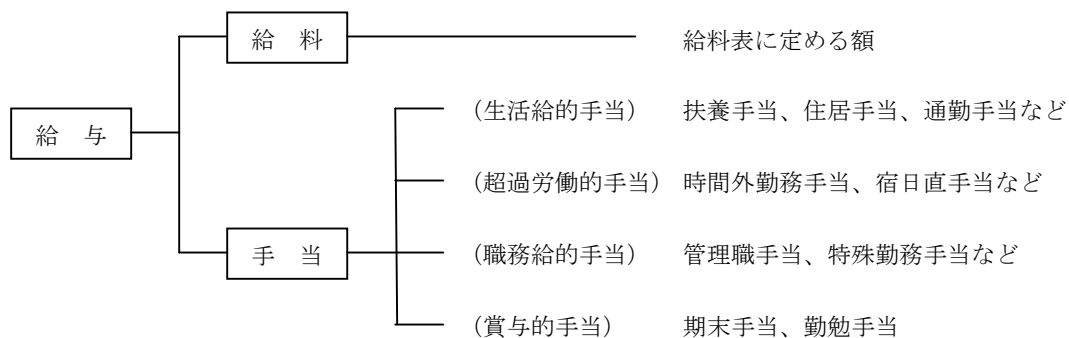 給 料 給料表に定める額
(生活給的手当) 扶養手当、住居手当、通勤手当など
給 与
(超過労働的手当) 時間外勤務手当、宿日直手当など
手 当 (職務給的手当) 管理職手当、特殊勤務手当など
(賞与的手当) 期末手当、勤勉手当